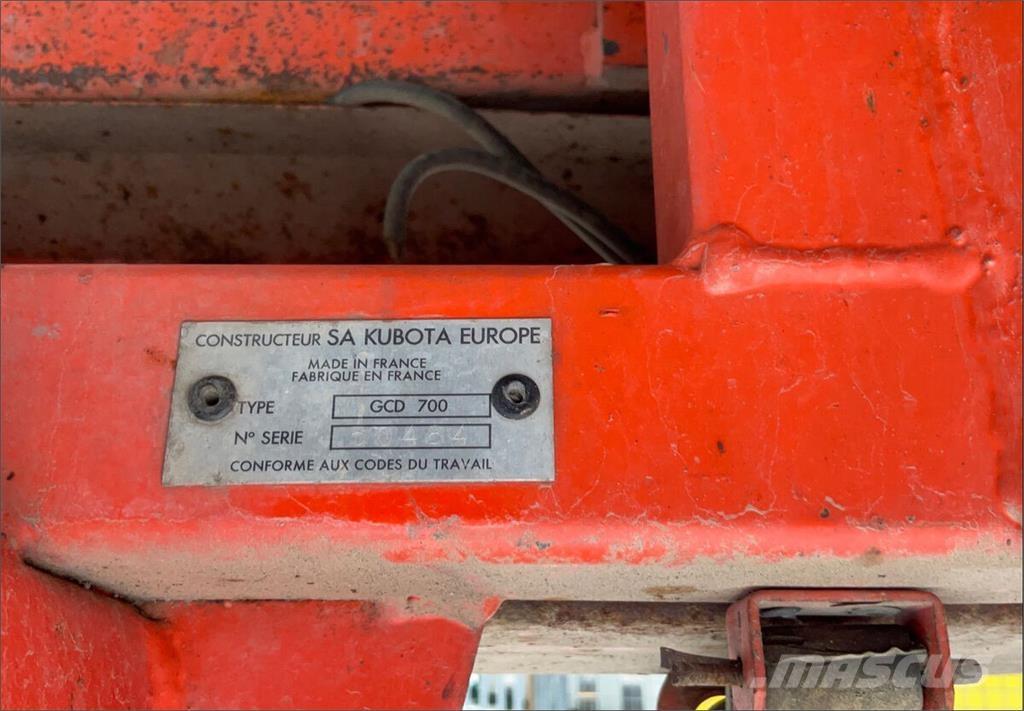 CONSTRUCTEUR SA KUBOTA EUROPE
MADE IN FRANCE
FABRIQUE EN FRANCE
TYPE GCD 700
Nº SERIE
CONFORME AUX CODES DU TRAVAIL
MASCUS